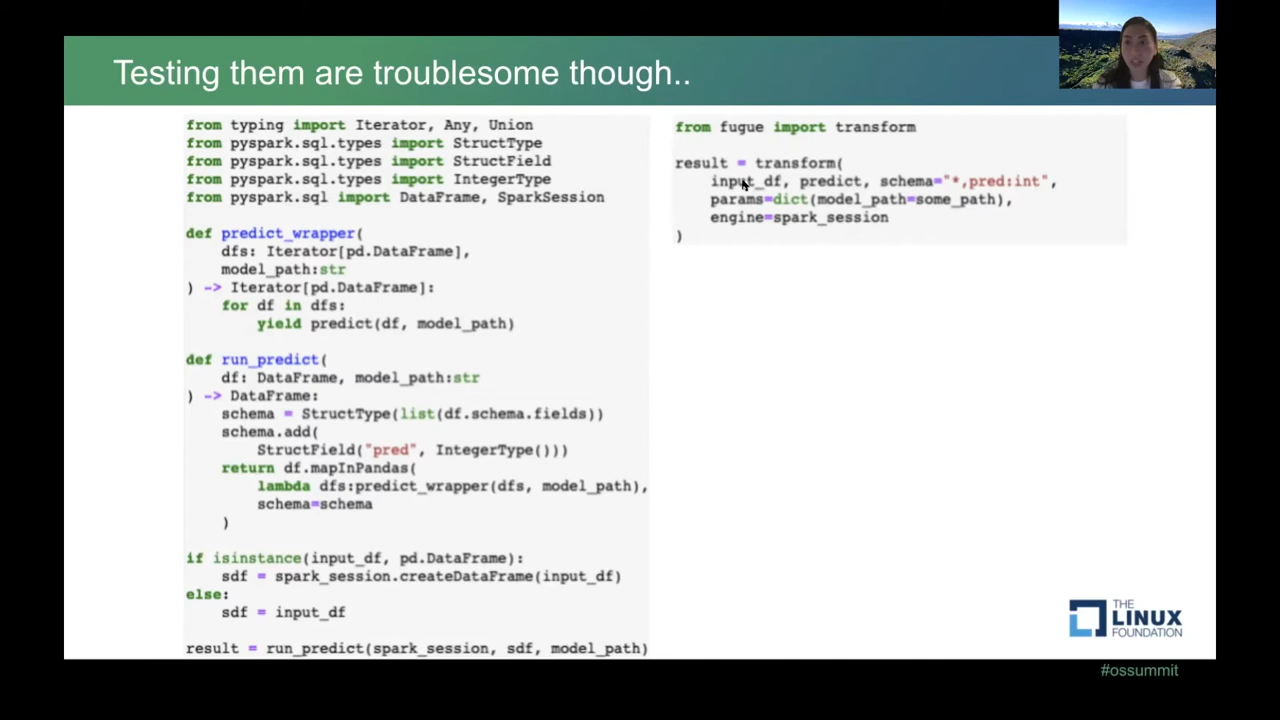 Testing them are troublesome though..
from typing import Iterator, Any, Union
from pyspark.sql.types import StructType
from pyspark.sql.types import StructField
from pyspark.sql.types import IntegerType
from pyspark.sql import DataFrame, SparkSession
def predict_wrapper(
dfs: Iterator[pd.DataFrame],
model_path:str
) -> Iterator[pd.DataFrame]:
for df in dfs:
yield predict(df, model_path)
def run_predict(
df: DataFrame, model_path:str
) -> DataFrame:
schema = StructType(list(df.schema.fields))
schema.add(
StructField("pred", IntegerType()))
return df.mapInPandas(
lambda dfs:predict_wrapper(dfs, model_path),
schema=schema
)
if isinstance(input_df, pd.DataFrame):
sdf = spark_session.createDataFrame(input_df)
else:
sdf = input_df
result = run_predict(spark_session, sdf, model_path)
from fugue import transform
result = transform(
input_df, predict, schema="*,pred:int",
params=dict(model_path=some_path),
engine=spark_session
)
THE
LINUX
FOUNDATION
#ossummit